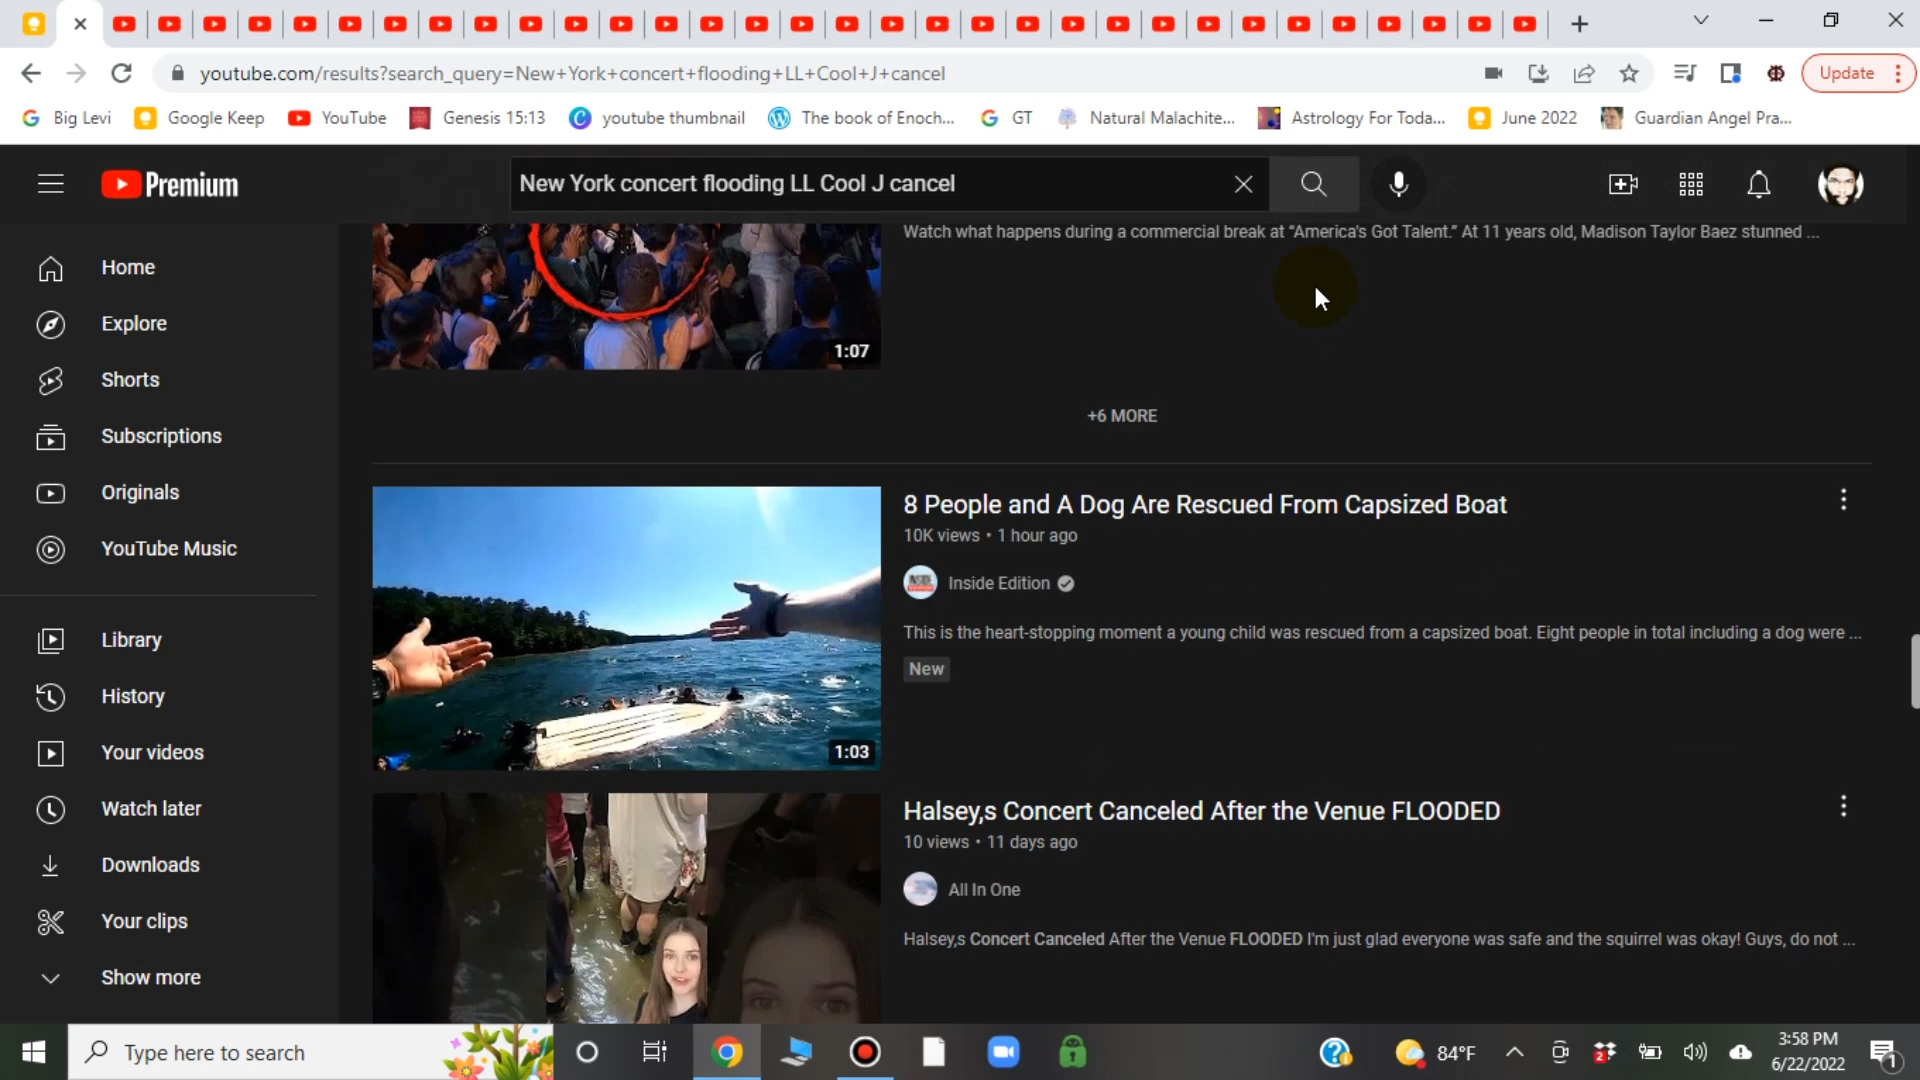 youtube.com/results?search_query=New+York+concert+flooding+LL+Cool+J+cancel
Update
Big Levi
Google Keep
YouTube
Genesis 15:13
youtube thumbnail
The book of Enoch...
GT
Natural Malachite...
Astrology For Toda...
June 2022
Guardian Angel Pra...
Premium
New York concert flooding LL Cool J cancel
Home
Explore
Shorts
Subscriptions
Originals
YouTube Music
Library
History
Your videos
Watch later
Downloads
Your clips
Show more
Watch what happens during a commercial break at “America's Got Talent.” At 11 years old, Madison Taylor Baez stunned ...
1:07
+6 MORE
8 People and A Dog Are Rescued From Capsized Boat
10K views • 1 hour ago
Inside Edition
This is the heart-stopping moment a young child was rescued from a capsized boat. Eight people in total including a dog were ...
New
1:03
Halsey,s Concert Canceled After the Venue FLOODED
10 views • 11 days ago
All In One
Halsey,s Concert Canceled After the Venue FLOODED I'm just glad everyone was safe and the squirrel was okay! Guys, do not ...
Type here to search
84°F
2
3:58 PM
6/22/2022
1